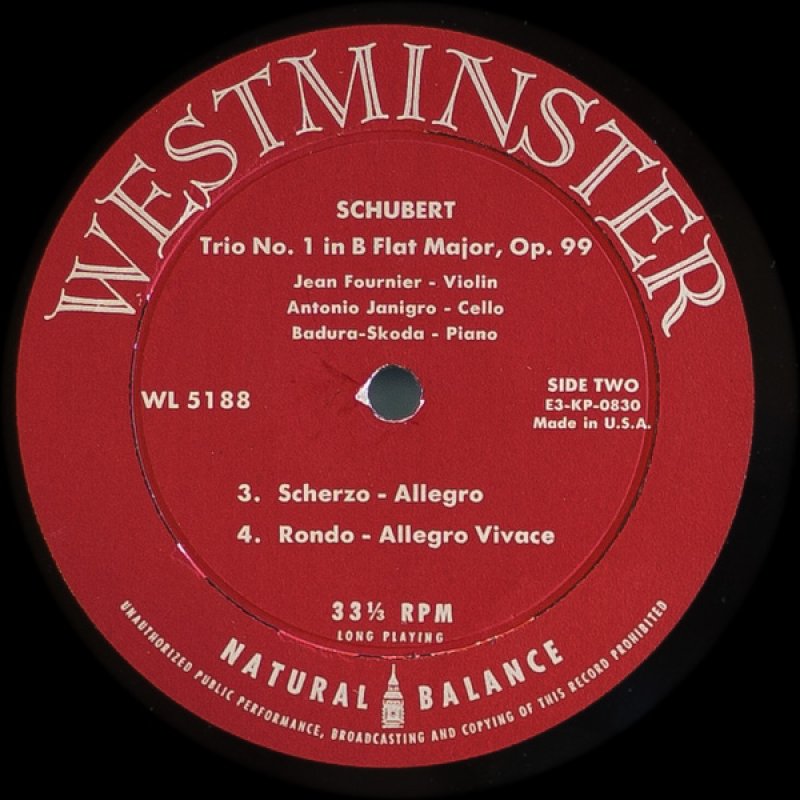 WESTMINSTER
SCHUBERT
Trio No. 1 in B Flat Major, Op. 99
Jean Fournier - Violin
Antonio Janigro - Cello
Badura-Skoda - Piano
WL 5188
SIDE TWO
E3-KP-0830
Made in U.S.A.
3. Scherzo - Allegro
4. Rondo - Allegro Vivace
33⅓ RPM
LONG PLAYING
NATURAL BALANCE
UNAUTHORIZED PUBLIC PERFORMANCE, BROADCASTING AND COPYING OF THIS RECORD PROHIBITED